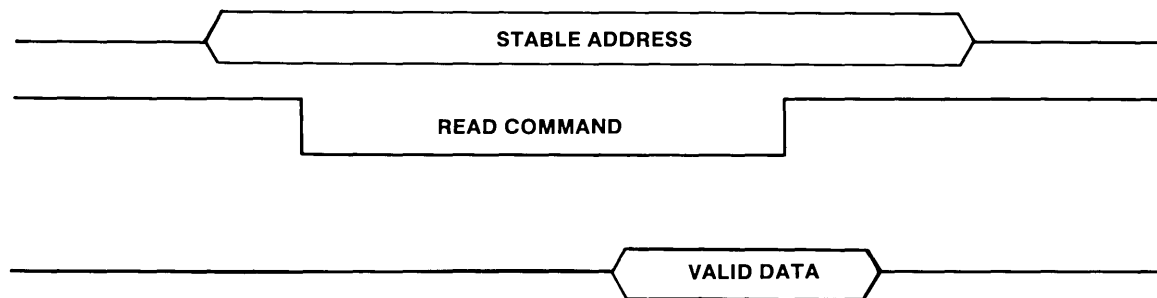 STABLE ADDRESS
READ COMMAND
VALID DATA